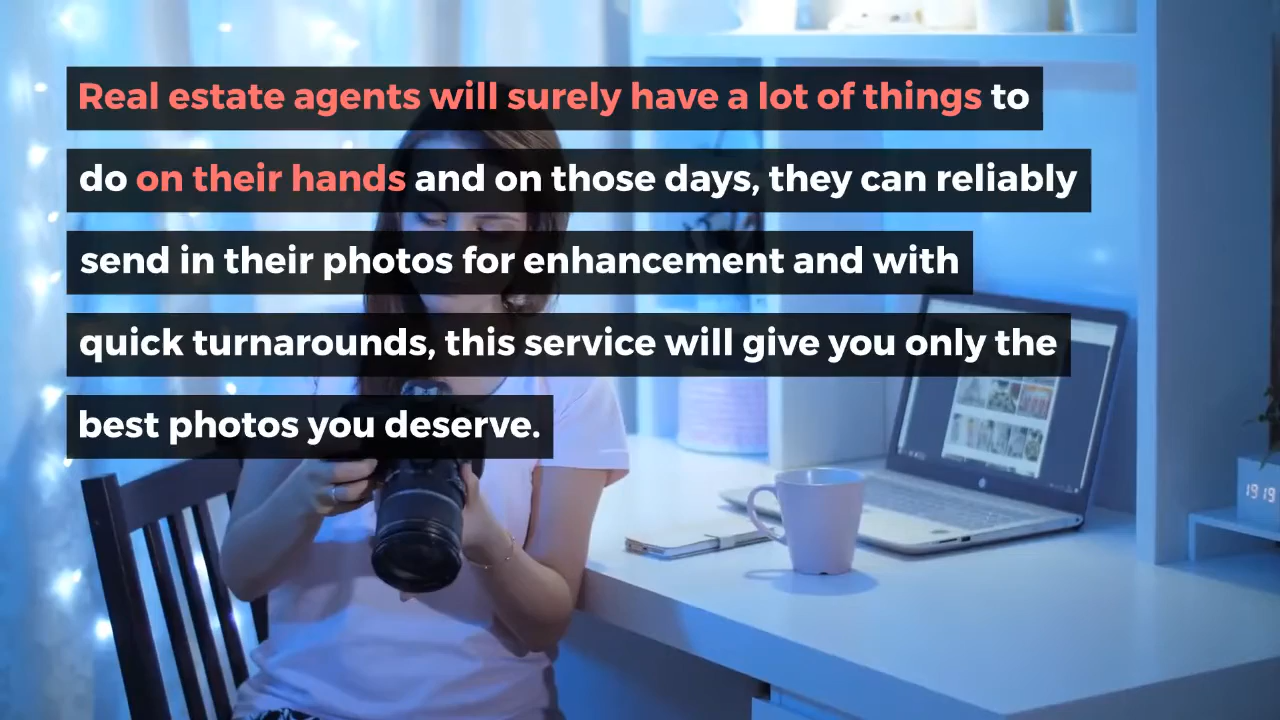 Real estate agents will surely have a lot of things to
do on their hands and on those days, they can reliably
send in their photos for enhancement and with
quick turnarounds, this service will give you only the
best photos you deserve.
19 19